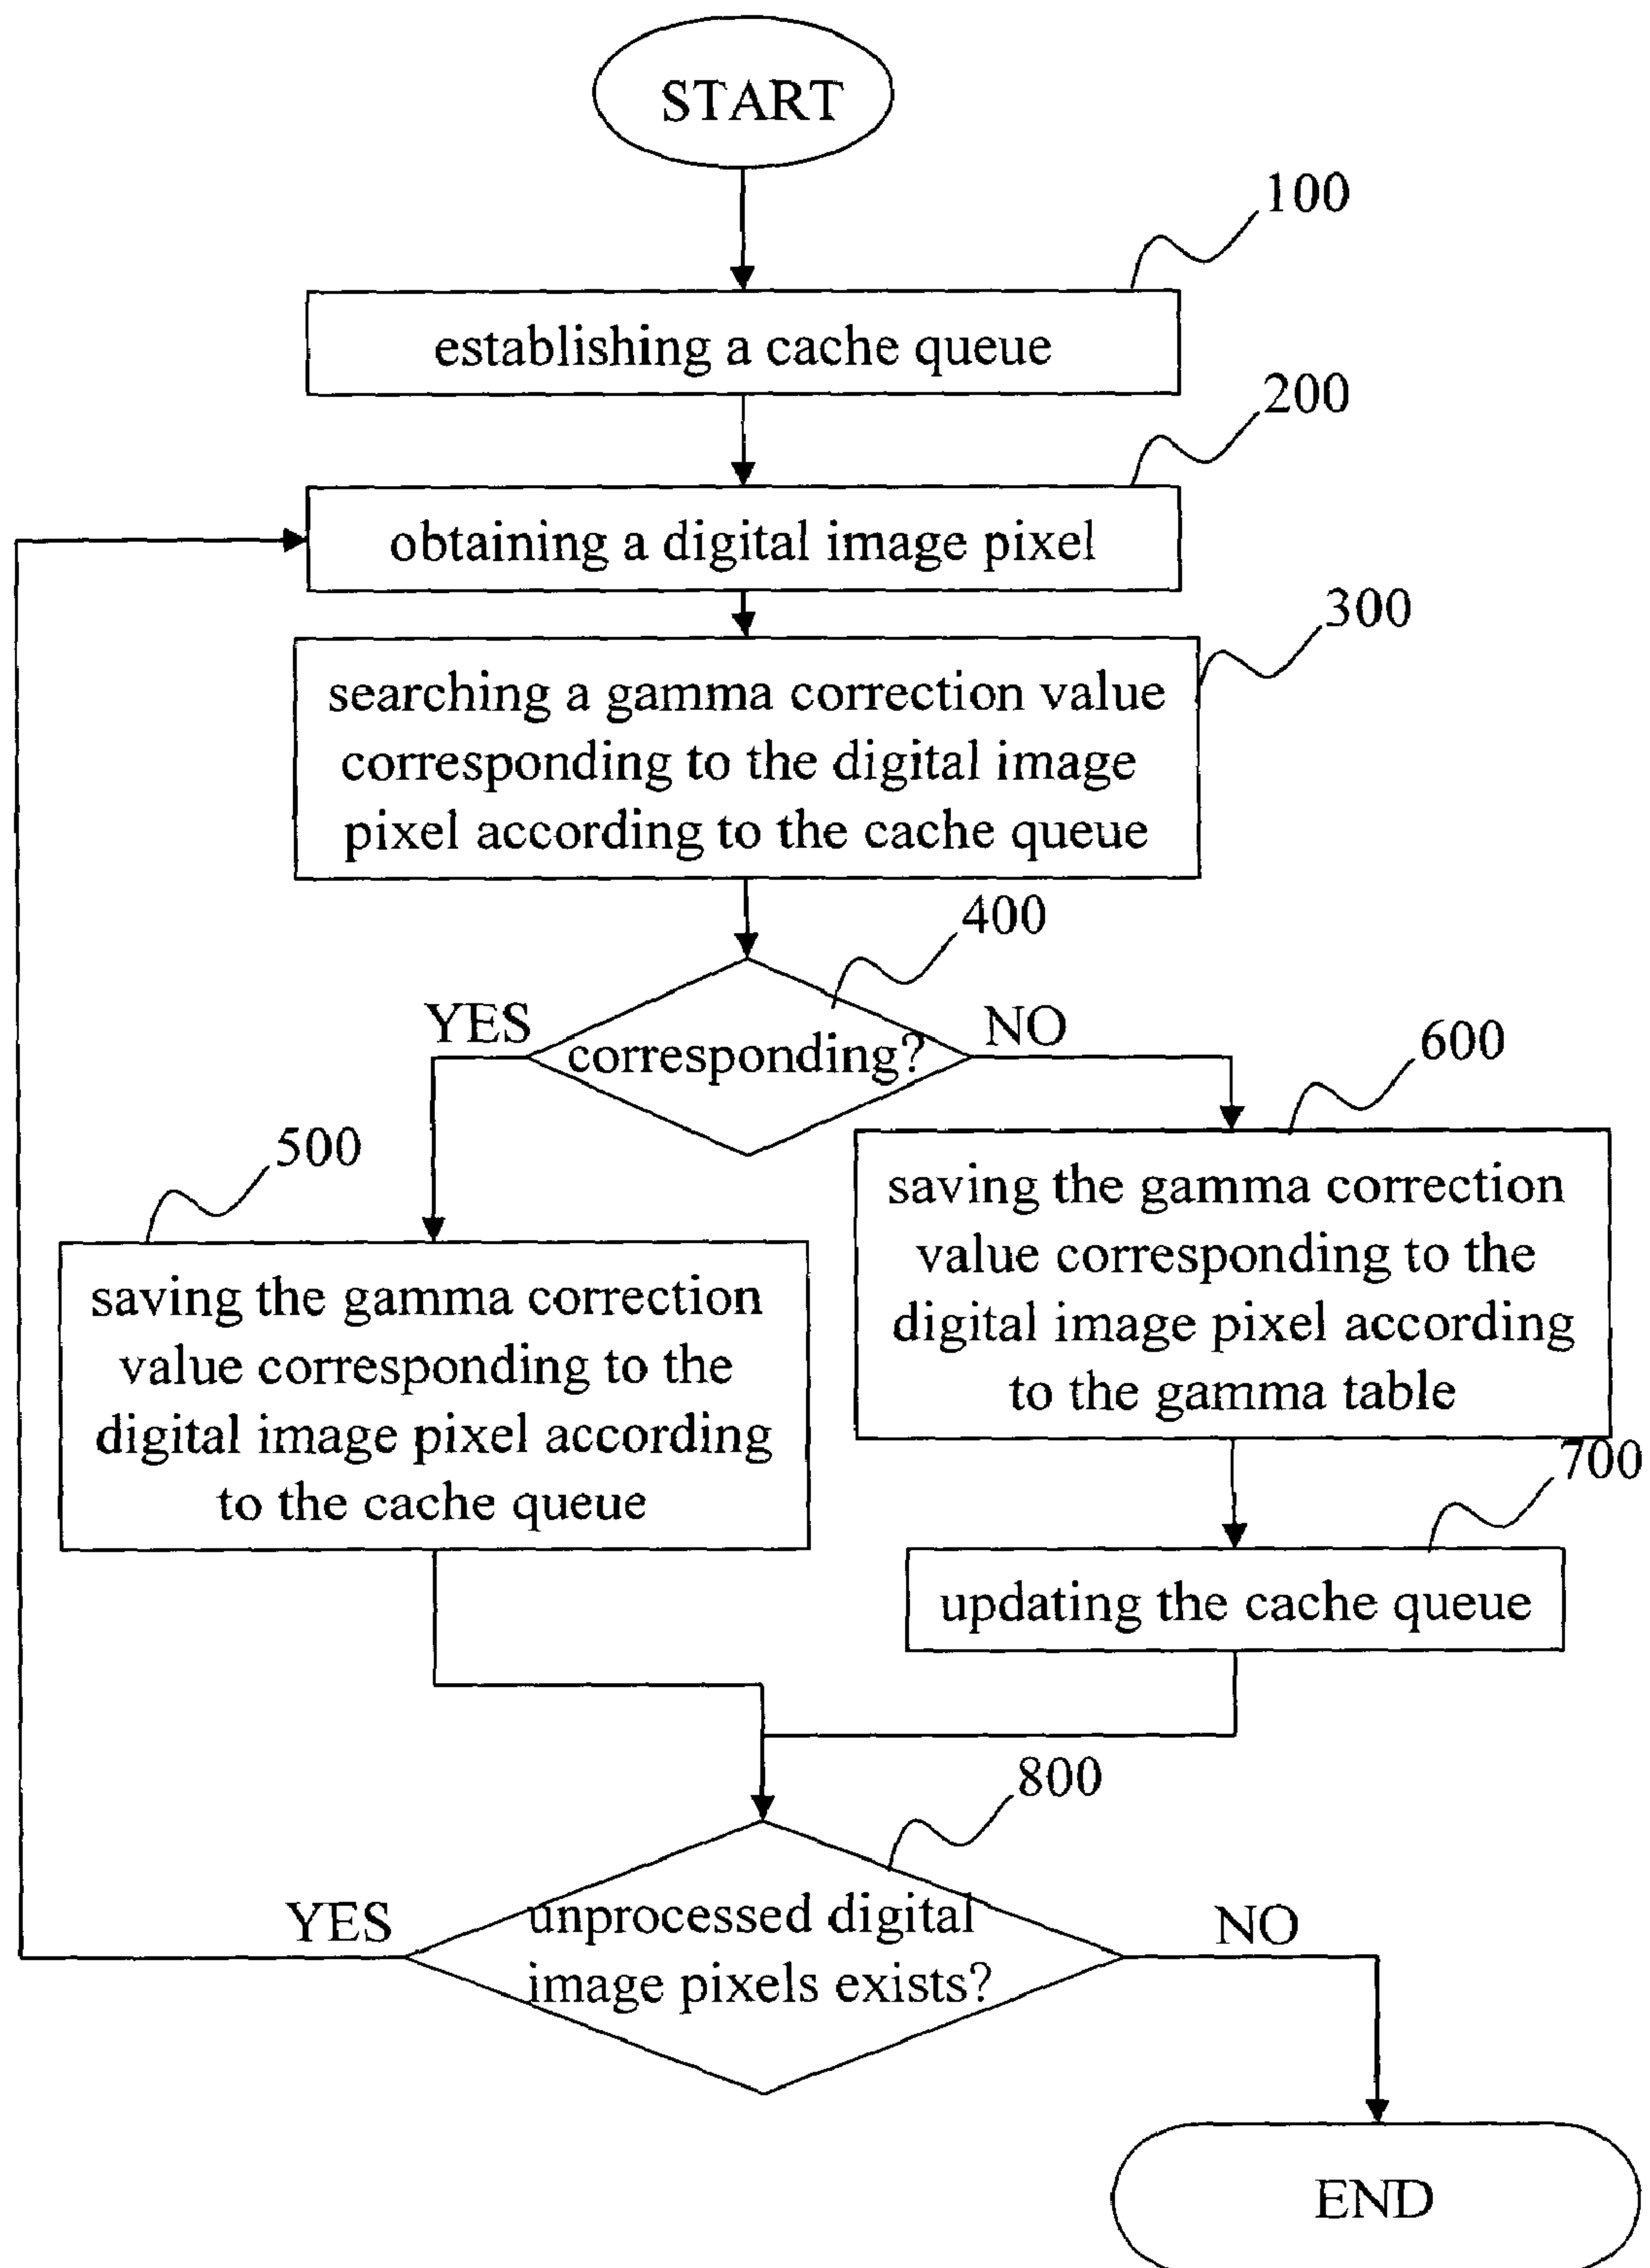 START
100
establishing a cache queue
200
obtaining a digital image pixel
300
searching a gamma correction value
corresponding to the digital image
pixel according to the cache queue
400
YES
NO
corresponding?
600
500
saving the gamma correction
value corresponding to the
digital image pixel according
to the gamma table
saving the gamma correction
value corresponding to the
digital image pixel according
to the cache queue
700
updating the cache queue
800
YES
unprocessed digital
image pixels exists?
NO
END